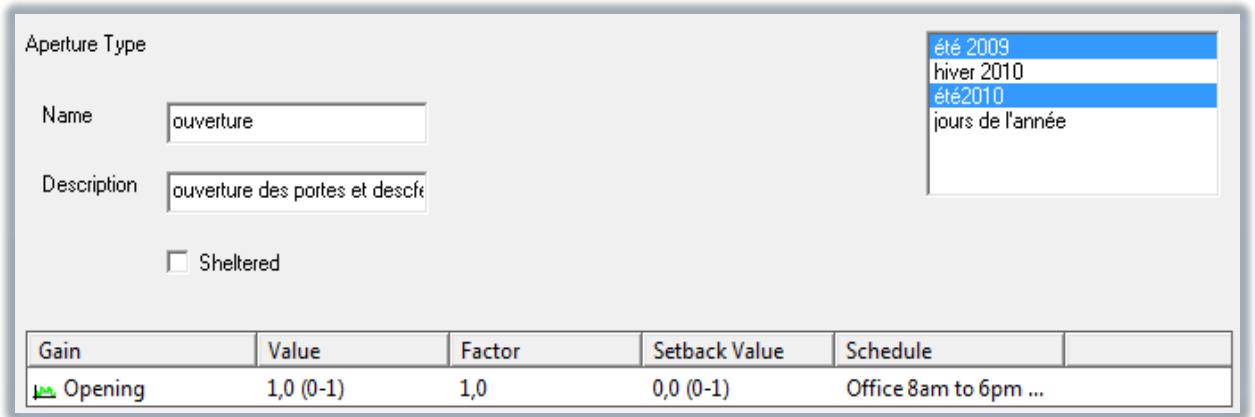 Aperture Type
Name
ouverture
Description
ouverture des portes et descfe
Sheltered
été 2009
hiver 2010
été2010
jours de l'année
Gain Value Factor Setback Value Schedule
Opening 1,0 (0-1) 1,0 0,0 (0-1) Office 8am to 6pm ...